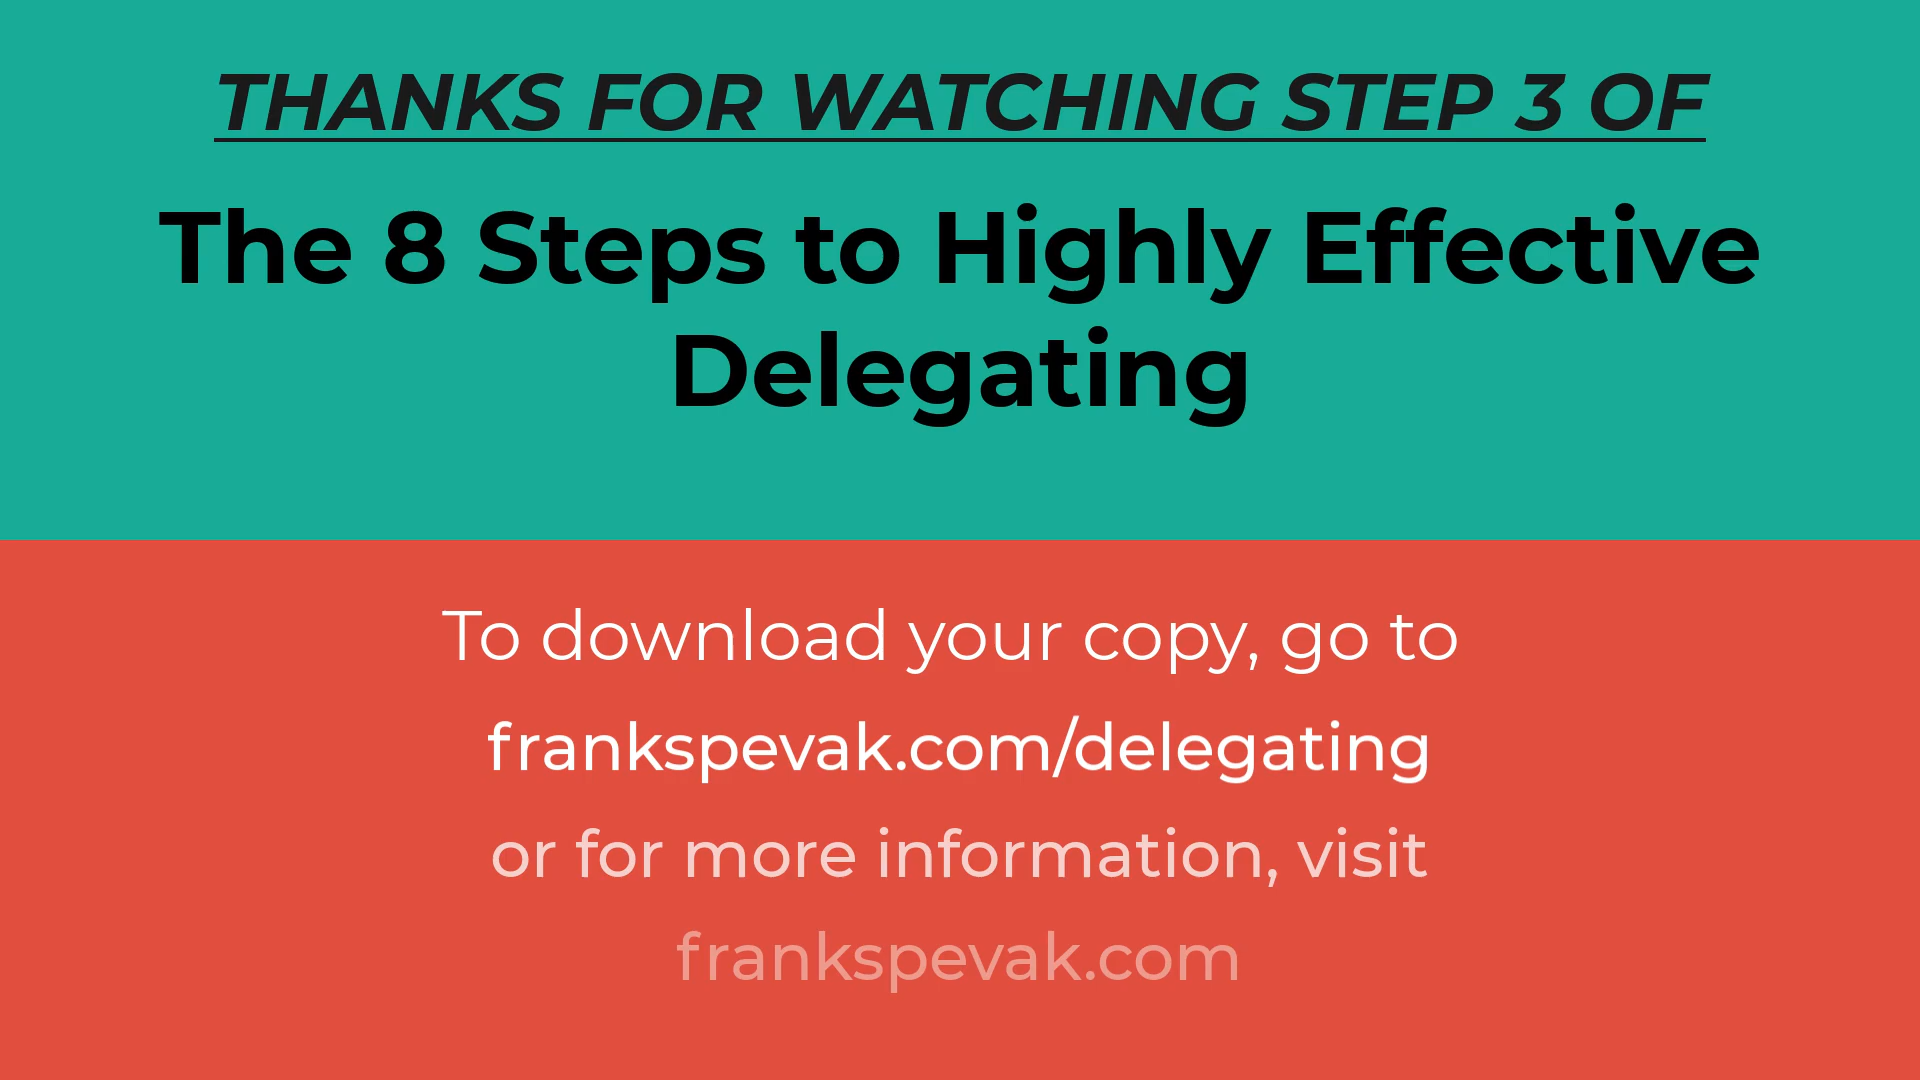 THANKS FOR WATCHING STEP 3 OF
The 8 Steps to Highly Effective
Delegating
To download your copy, go to
frankspevak.com/delegating
or for more information, visit
frankspevak.com